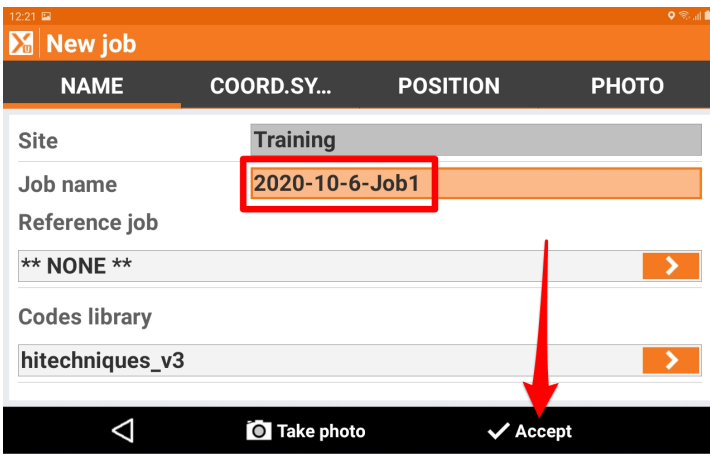 12:21
New job
NAME COORD.SY... POSITION PHOTO
Site Training
Job name 2020-10-6-Job1
Reference job
** NONE **
Codes library
hitechniques_v3
Take photo Accept